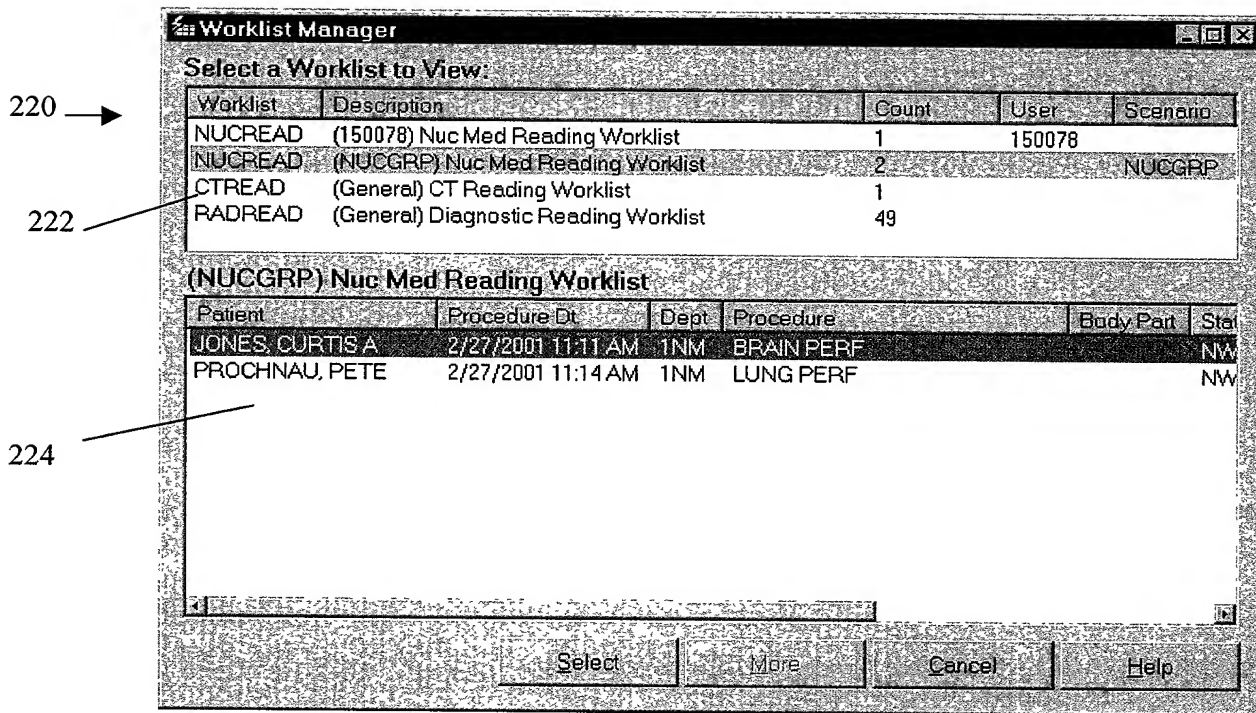 Worklist Manager
Select a Worklist to View:
220
Worklist Description Count User Scenario
NUCREAD (150078) Nuc Med Reading Worklist 1 150078
NUCREAD (NUCGRP) Nuc Med Reading Worklist 2 NUCGRP
CTREAD (General) CT Reading Worklist 1
222
RADREAD (General) Diagnostic Reading Worklist 49
(NUCGRP) Nuc Med Reading Worklist
Patient Procedure Dt Dept Procedure Body Part Stat
JONES, CURTIS A 2/27/2001 11:11 AM 1NM BRAIN PERF NW
PROCHNAU, PETE 2/27/2001 11:14 AM 1NM LUNG PERF NW
224
Select More Cancel Help